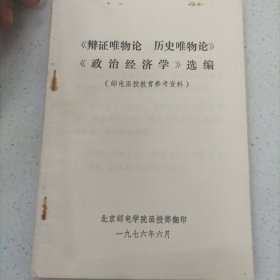 《辩证唯物论 历史唯物论》
《政治经济学》选编
（邮电函授教育参考资料）
北京邮电学院函授部翻印
一九七六年六月